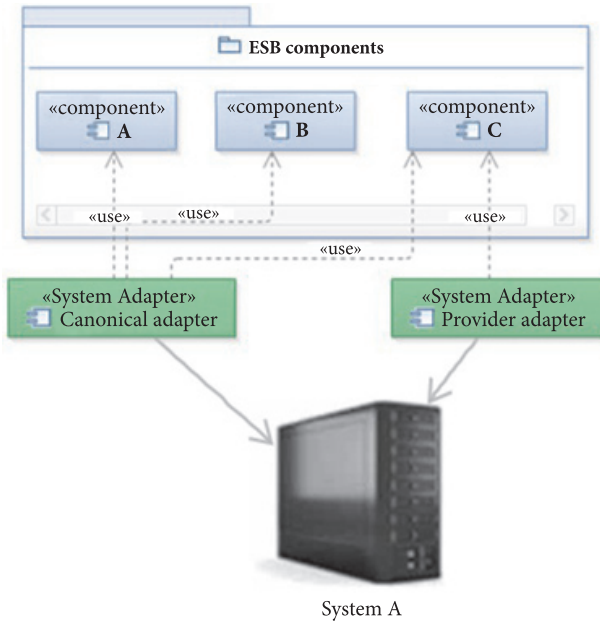 ESB components
«component»
A
«component»
B
«component»
C
«use»
«use»
«use»
«use»
«System Adapter»
Canonical adapter
«System Adapter»
Provider adapter
System A